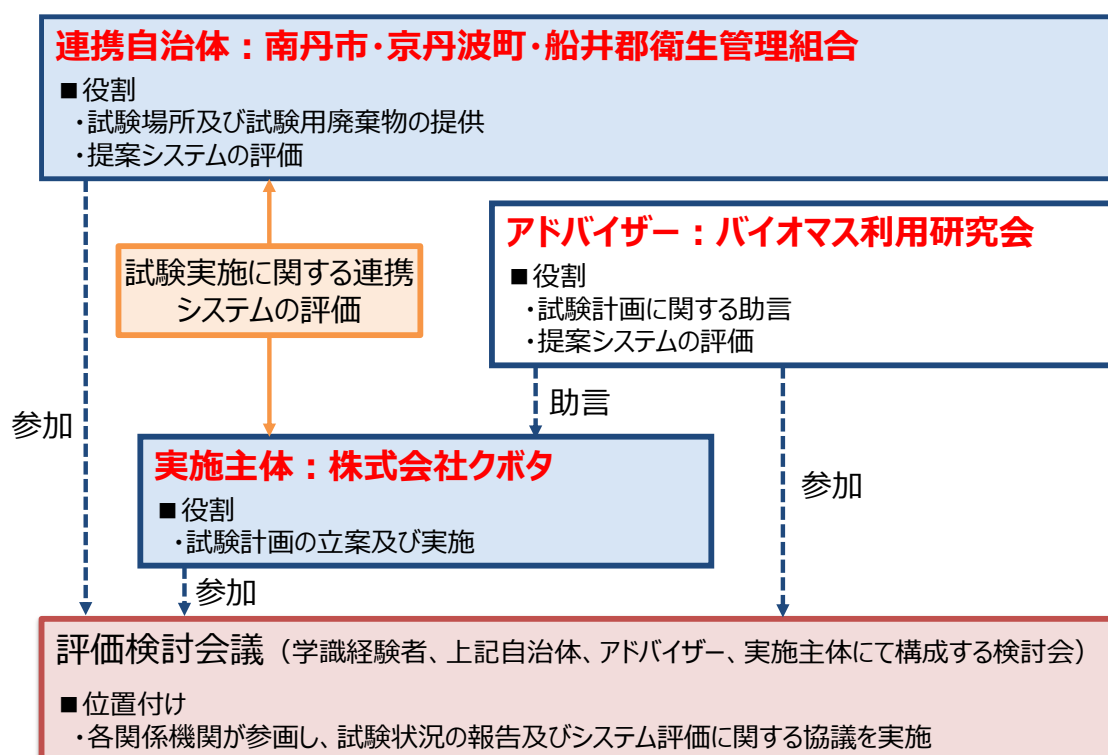 連携自治体：南丹市・京丹波町・船井郡衛生管理組合
■役割
・試験場所及び試験用廃棄物の提供
・提案システムの評価
アドバイザー：バイオマス利用研究会
■役割
・試験計画に関する助言
・提案システムの評価
試験実施に関する連携
システムの評価
助言
参加
実施主体：株式会社クボタ
■役割
・試験計画の立案及び実施
参加
参加
評価検討会議（学識経験者、上記自治体、アドバイザー、実施主体にて構成する検討会）
■位置付け
・各関係機関が参画し、試験状況の報告及びシステム評価に関する協議を実施